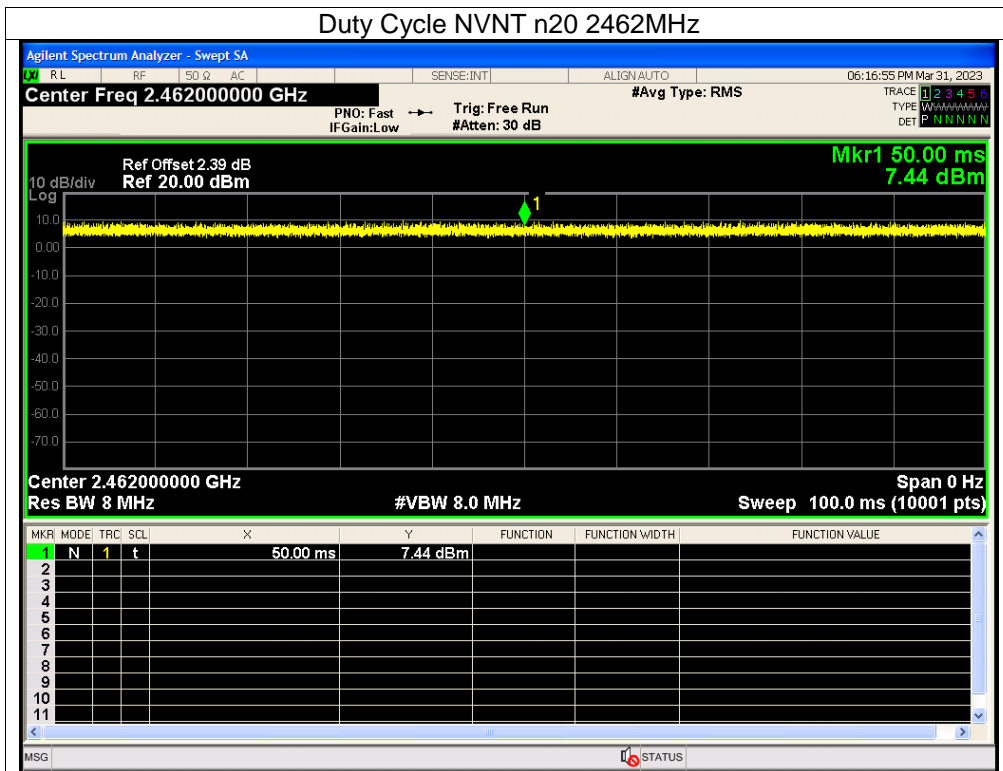 Duty Cycle NVNT n20 2462MHz
Agilent Spectrum Analyzer - Swept SA
LXI RL RF 50 Ω AC SENSE:INT ALIGN AUTO 06:16:55 PM Mar 31, 2023
Center Freq 2.462000000 GHz #Avg Type: RMS TRACE 1 2 3 4 5 6
PNO: Fast Trig: Free Run TYPE WWWWWW
IFGain:Low #Atten: 30 dB DET P N N N N N
Mkr1 50.00 ms
7.44 dBm
Ref Offset 2.39 dB
10 dB/div Ref 20.00 dBm
Log
1
10.0
0.00
-10.0
-20.0
-30.0
-40.0
-50.0
-60.0
-70.0
Center 2.462000000 GHz Span 0 Hz
Res BW 8 MHz #VBW 8.0 MHz Sweep 100.0 ms (10001 pts)
MKR MODE TRC SCL X Y FUNCTION FUNCTION WIDTH FUNCTION VALUE
1 N 1 t 50.00 ms 7.44 dBm
2
3
4
5
6
7
8
9
10
11
MSG STATUS